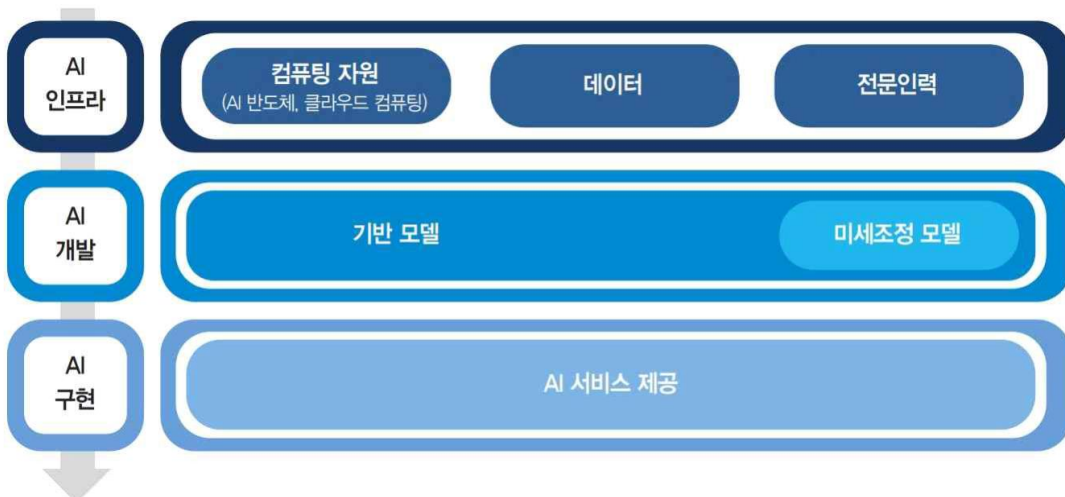 AI
인프라
컴퓨팅 자원
(AI 반도체, 클라우드 컴퓨팅)
데이터
전문인력
AI
개발
기반 모델
미세조정 모델
AI
구현
AI 서비스 제공